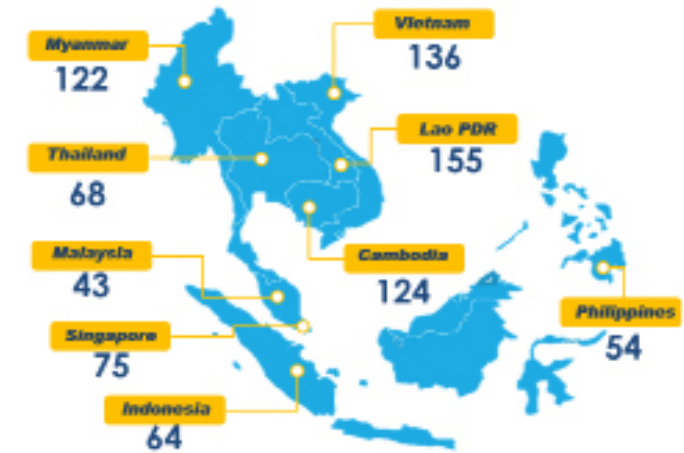 Myanmar
122
Vietnam
136
Lao PDR
155
Thailand
68
Malaysia
43
Cambodia
124
Singapore
75
Philippines
54
Indonesia
64